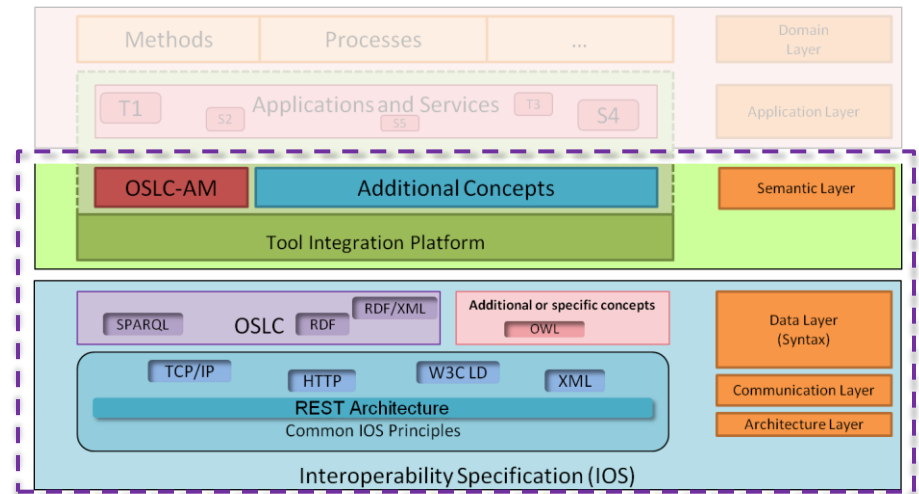 Methods
Processes
...
Domain
Layer
T1
S2
Applications and Services
S5
T3
S4
Application Layer
OSLC-AM
Additional Concepts
Semantic Layer
Tool Integration Platform
SPARQL
OSLC
RDF
RDF/XML
Additional or specific concepts
OWL
Data Layer
(Syntax)
TCP/IP
HTTP
W3C LD
XML
Communication Layer
REST Architecture
Common IOS Principles
Architecture Layer
Interoperability Specification (IOS)